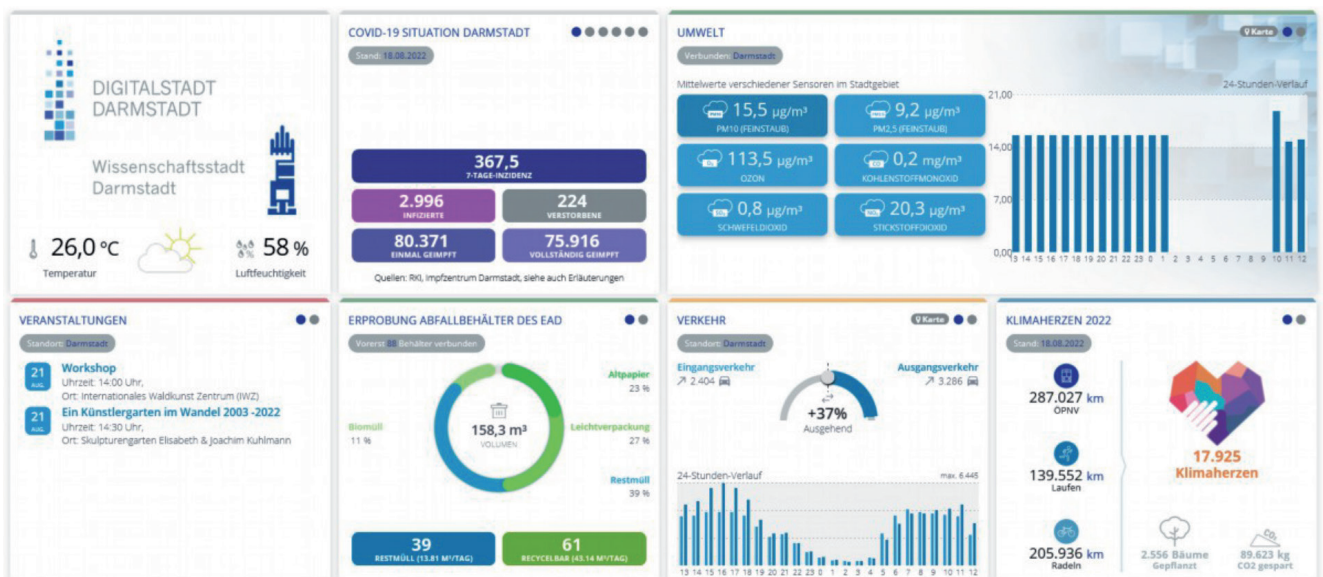 DIGITALSTADT
DARMSTADT
Wissenschaftsstadt
Darmstadt
26,0 °C
Temperatur
58 %
Luftfeuchtigkeit
COVID-19 SITUATION DARMSTADT
Stand: 18.08.2022
367,5
7-TAGE-INZIDENZ
2.996
INFIZIERTE
224
VERSTORBENE
80.371
EINMAL GEIMPFT
75.916
VOLLSTÄNDIG GEIMPFT
Quellen: RKI, Impfzentrum Darmstadt, siehe auch Erläuterungen
UMWELT
Karte
Verbunden: Darmstadt
Mittelwerte verschiedener Sensoren im Stadtgebiet
15,5 µg/m³
PM10 (FEINSTAUB)
9,2 µg/m³
PM2,5 (FEINSTAUB)
113,5 µg/m³
OZON
0,2 mg/m³
KOHLENSTOFFMONOXID
0,8 µg/m³
SCHWEFELDIOXID
20,3 µg/m³
STICKSTOFFDIOXID
24-Stunden-Verlauf
21,00
14,00
7,00
0,00
13 14 15 16 17 18 19 20 21 22 23 0 1 2 3 4 5 6 7 8 9 10 11 12
VERANSTALTUNGEN
Standort: Darmstadt
21
AUG.
Workshop
Uhrzeit: 14:00 Uhr,
Ort: Internationales Waldkunst Zentrum (IWZ)
21
AUG.
Ein Künstlergarten im Wandel 2003 -2022
Uhrzeit: 14:30 Uhr,
Ort: Skulpturengarten Elisabeth & Joachim Kuhlmann
ERPROBUNG ABFALLBEHÄLTER DES EAD
Vorerst 88 Behälter verbunden
Altpapier
23 %
Biomüll
11 %
158,3 m³
VOLUMEN
Leichtverpackung
27 %
Restmüll
39 %
39
RESTMÜLL (13.81 M³/TAG)
61
RECYCELBAR (43.14 M³/TAG)
VERKEHR
Karte
Standort: Darmstadt
Eingangsverkehr
2.404
Ausgangsverkehr
3.286
+37%
Ausgehend
24-Stunden-Verlauf
max. 6.445
13 14 15 16 17 18 19 20 21 22 23 0 1 2 3 4 5 6 7 8 9 10 11 12
KLIMAHERZEN 2022
Stand: 18.08.2022
287.027 km
ÖPNV
139.552 km
Laufen
205.936 km
Radeln
17.925
Klimaherzen
2.556 Bäume
Gepflanzt
CO₂
89.623 kg
CO2 gespart